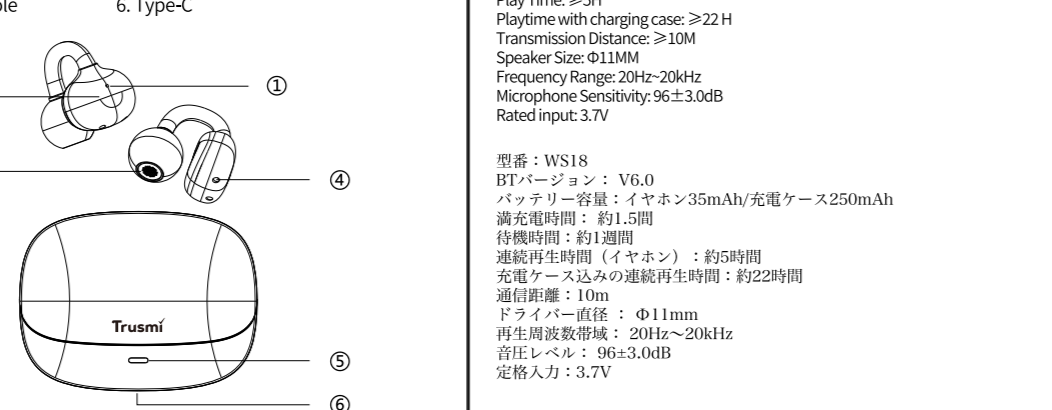 6. Type-C
①
④
Trusmi
⑤
⑥
Play Time: ≥5H
Playtime with charging case: ≥22 H
Transmission Distance: ≥10M
Speaker Size: Φ11MM
Frequency Range: 20Hz~20kHz
Microphone Sensitivity: 96±3.0dB
Rated input: 3.7V
型番：WS18
BTバージョン： V6.0
バッテリー容量：イヤホン35mAh/充電ケース250mAh
満充電時間： 約1.5間
待機時間：約1週間
連続再生時間（イヤホン）：約5時間
充電ケース込みの連続再生時間：約22時間
通信距離：10m
ドライバー直径 ： Φ11mm
再生周波数帯域： 20Hz～20kHz
音圧レベル： 96±3.0dB
定格入力：3.7V